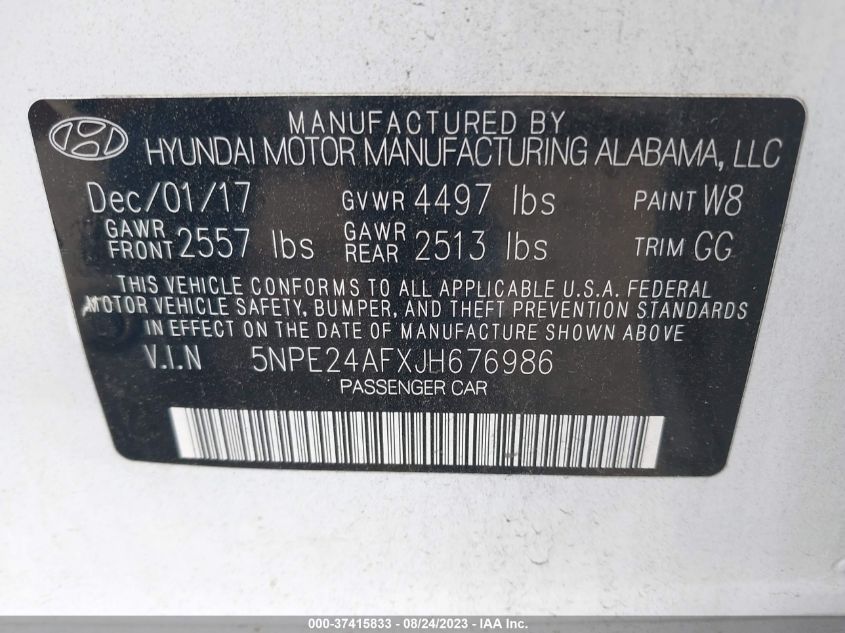 MANUFACTURED BY
HYUNDAI MOTOR MANUFACTURING ALABAMA, LLC
Dec/01/17 GVWR 4497 lbs PAINT W8
GAWR FRONT 2557 lbs GAWR REAR 2513 lbs TRIM GG
THIS VEHICLE CONFORMS TO ALL APPLICABLE U.S.A. FEDERAL
MOTOR VEHICLE SAFETY, BUMPER, AND THEFT PREVENTION STANDARDS
IN EFFECT ON THE DATE OF MANUFACTURE SHOWN ABOVE
V.I.N 5NPE24AFXJH676986
PASSENGER CAR
000-37415833 - 08/24/2023 - IAA Inc.